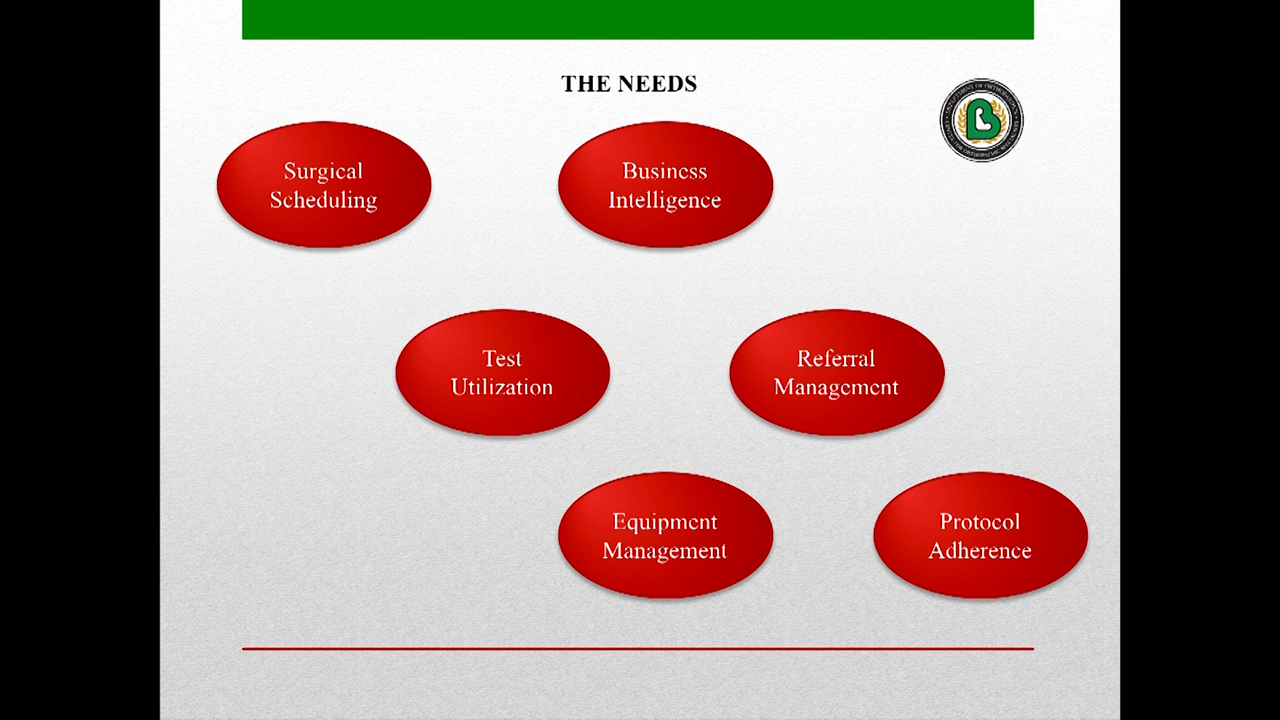 THE NEEDS
Surgical
Scheduling
Business
Intelligence
Test
Utilization
Referral
Management
Equipment
Management
Protocol
Adherence